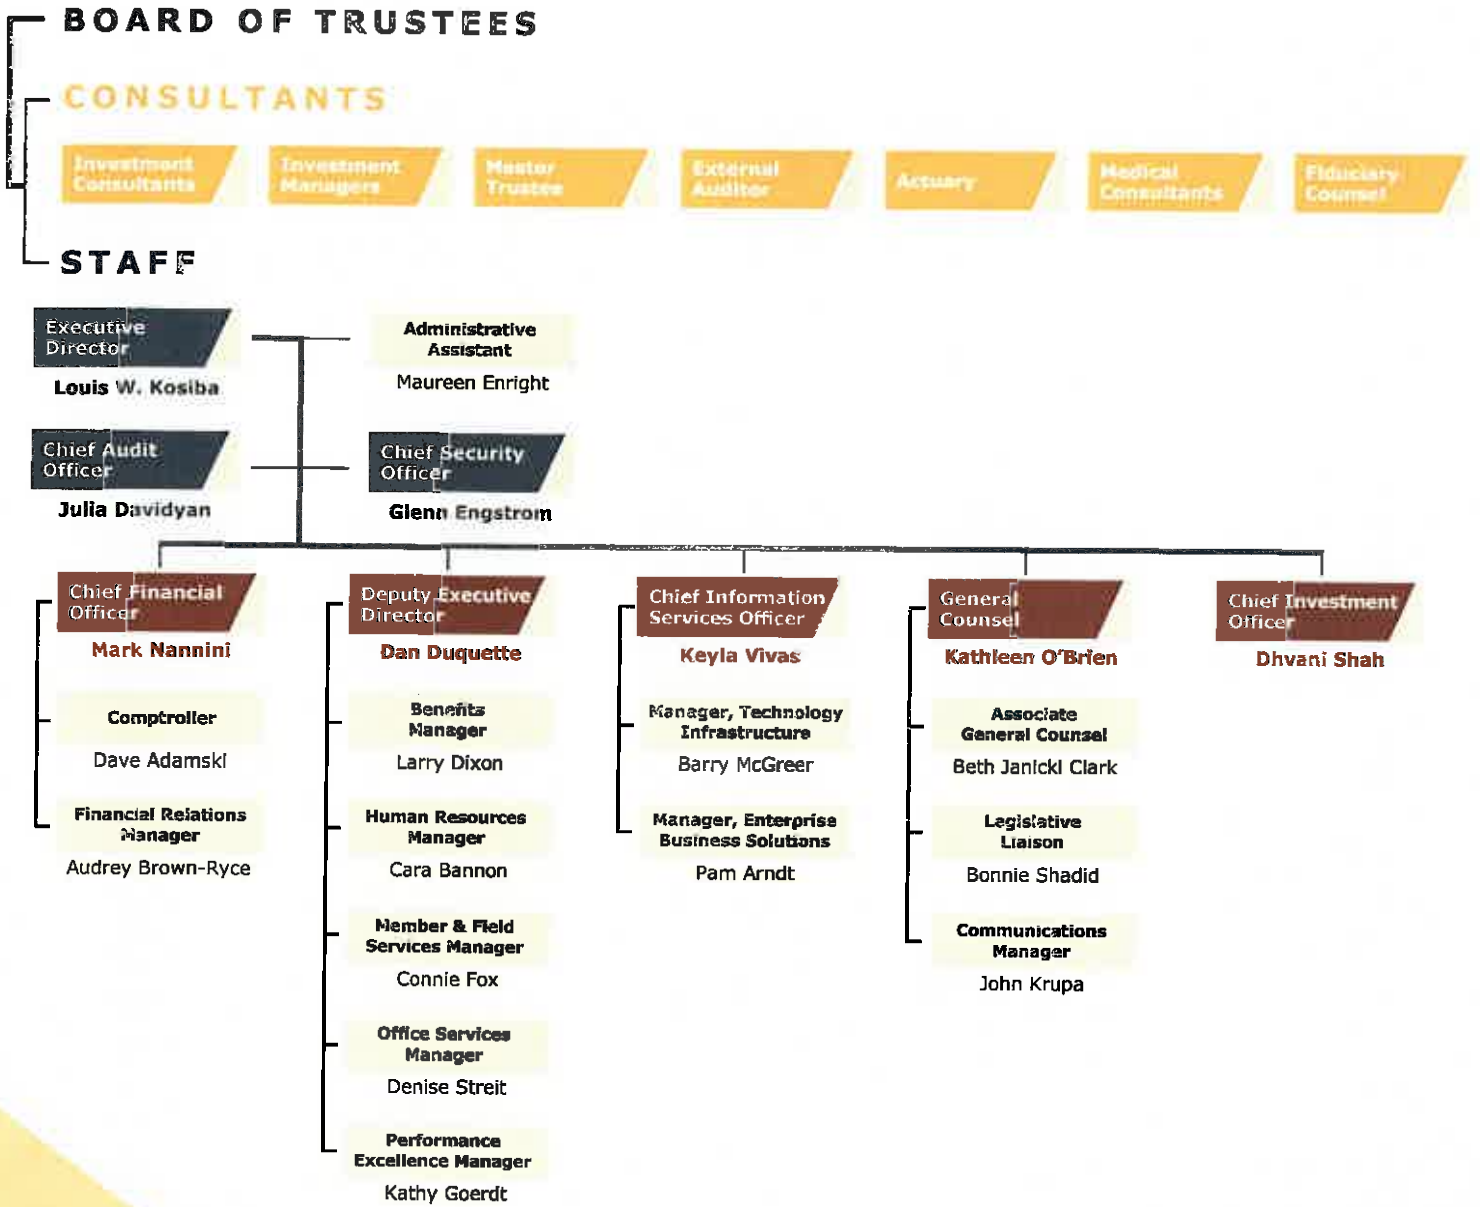 BOARD OF TRUSTEES
CONSULTANTS
Investment
Consultants
Investment
Managers
Master
Trustee
External
Auditor
Actuary
Medical
Consultants
Fiduciary
Counsel
STAFF
Executive
Director
Louis W. Kosiba
Administrative
Assistant
Maureen Enright
Chief Audit
Officer
Julia Davidyan
Chief Security
Officer
Glenn Engstrom
Chief Financial
Officer
Mark Nannini
Comptroller
Dave Adamski
Financial Relations
Manager
Audrey Brown-Ryce
Deputy Executive
Director
Dan Duquette
Benefits
Manager
Larry Dixon
Human Resources
Manager
Cara Bannon
Member & Field
Services Manager
Connie Fox
Office Services
Manager
Denise Streit
Performance
Excellence Manager
Kathy Goerdt
Chief Information
Services Officer
Keyla Vivas
Manager, Technology
Infrastructure
Barry McGreer
Manager, Enterprise
Business Solutions
Pam Arndt
General
Counsel
Kathleen O'Brien
Associate
General Counsel
Beth Janicki Clark
Legislative
Liaison
Bonnie Shadid
Communications
Manager
John Krupa
Chief Investment
Officer
Dhvani Shah